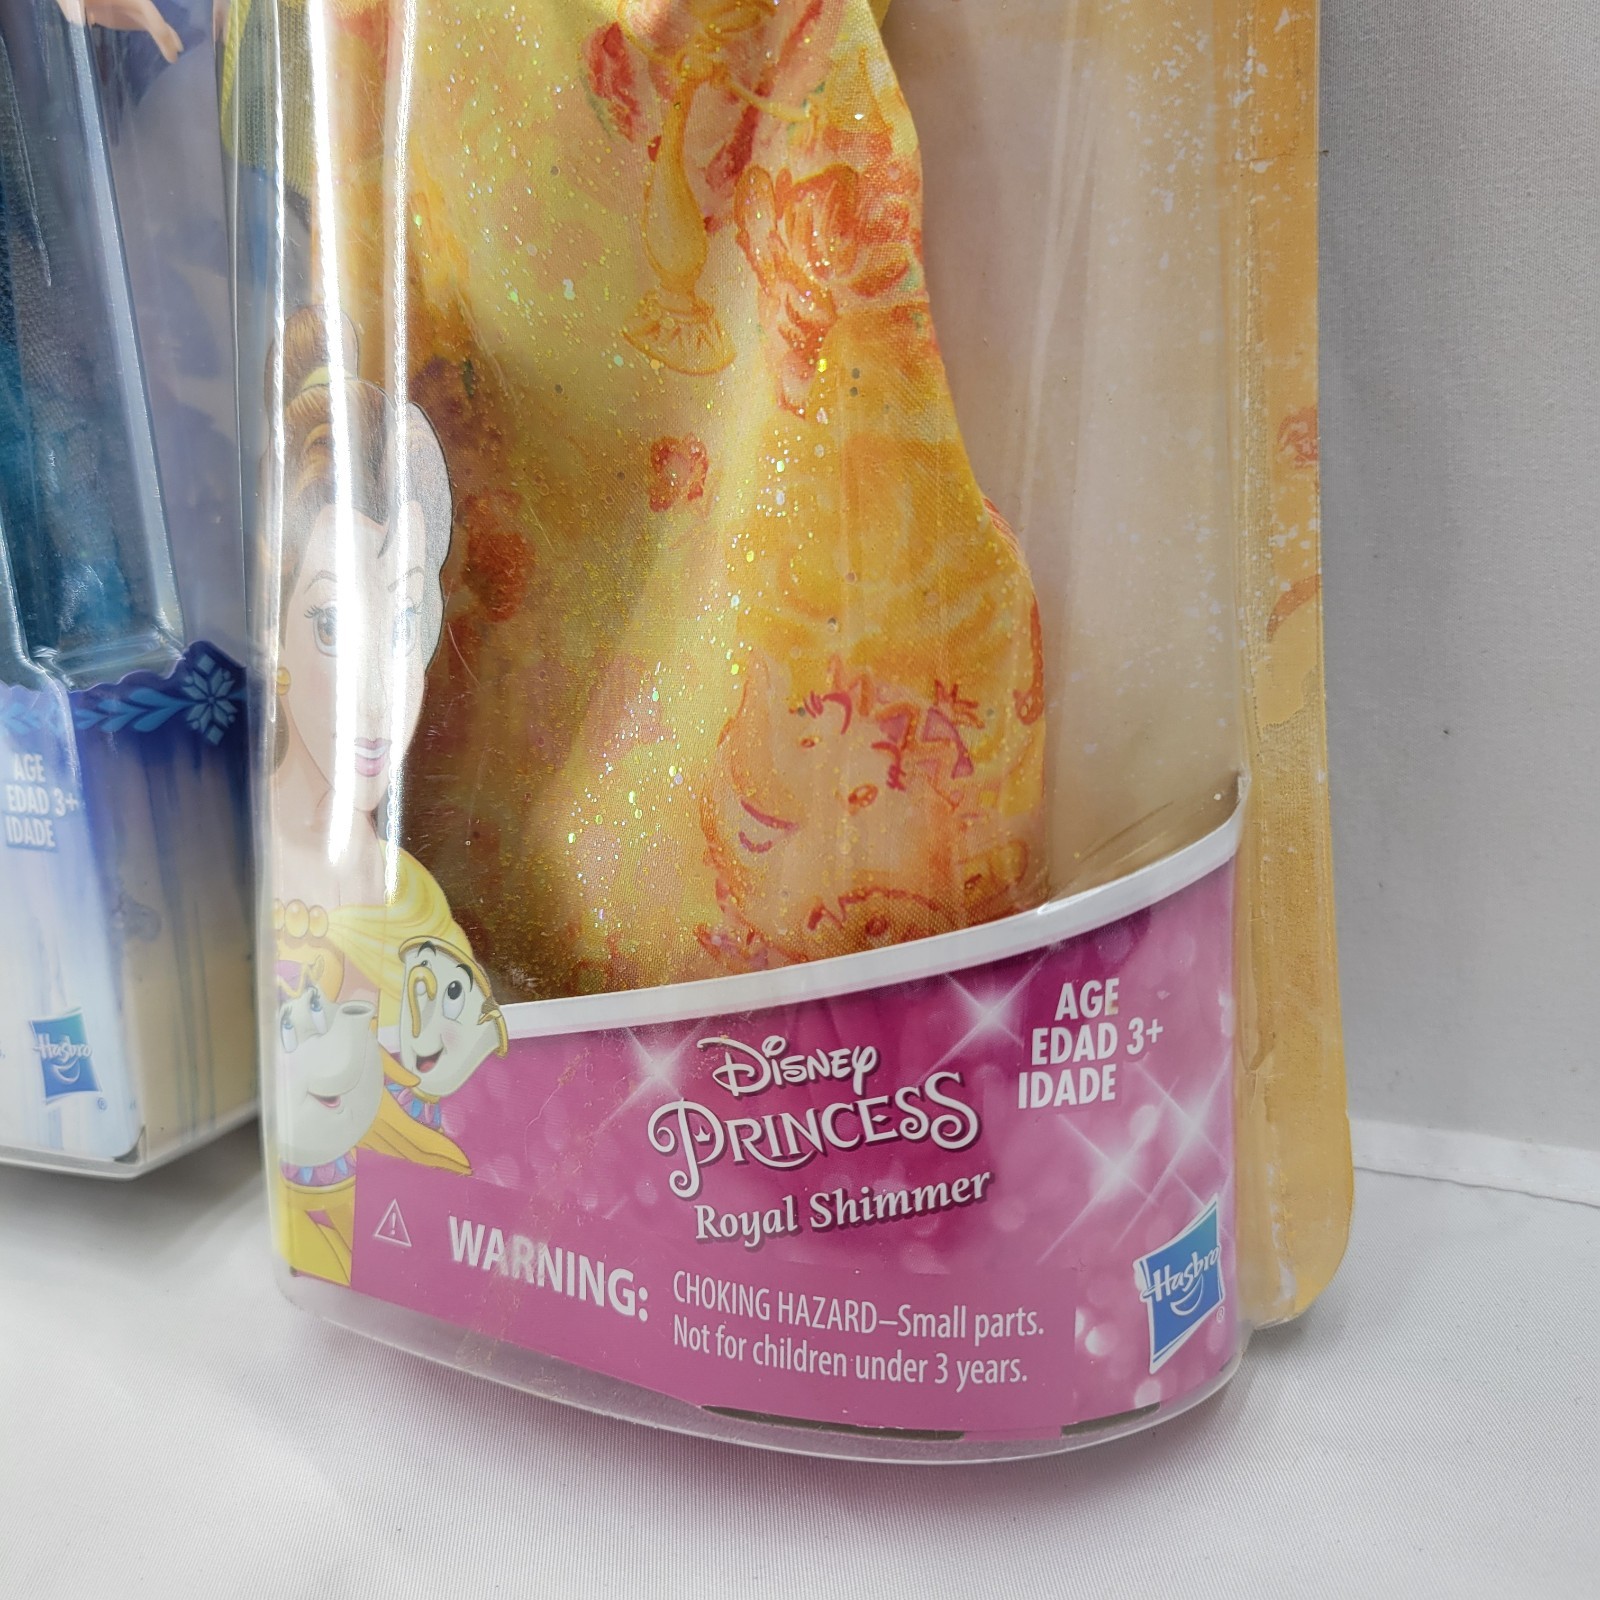 AGE
EDAD 3+
IDADE
Hasbro
®
Disney
PRINCESS
Royal Shimmer
AGE
EDAD 3+
IDADE
WARNING:
CHOKING HAZARD–Small parts.
Not for children under 3 years.
Hasbro
®